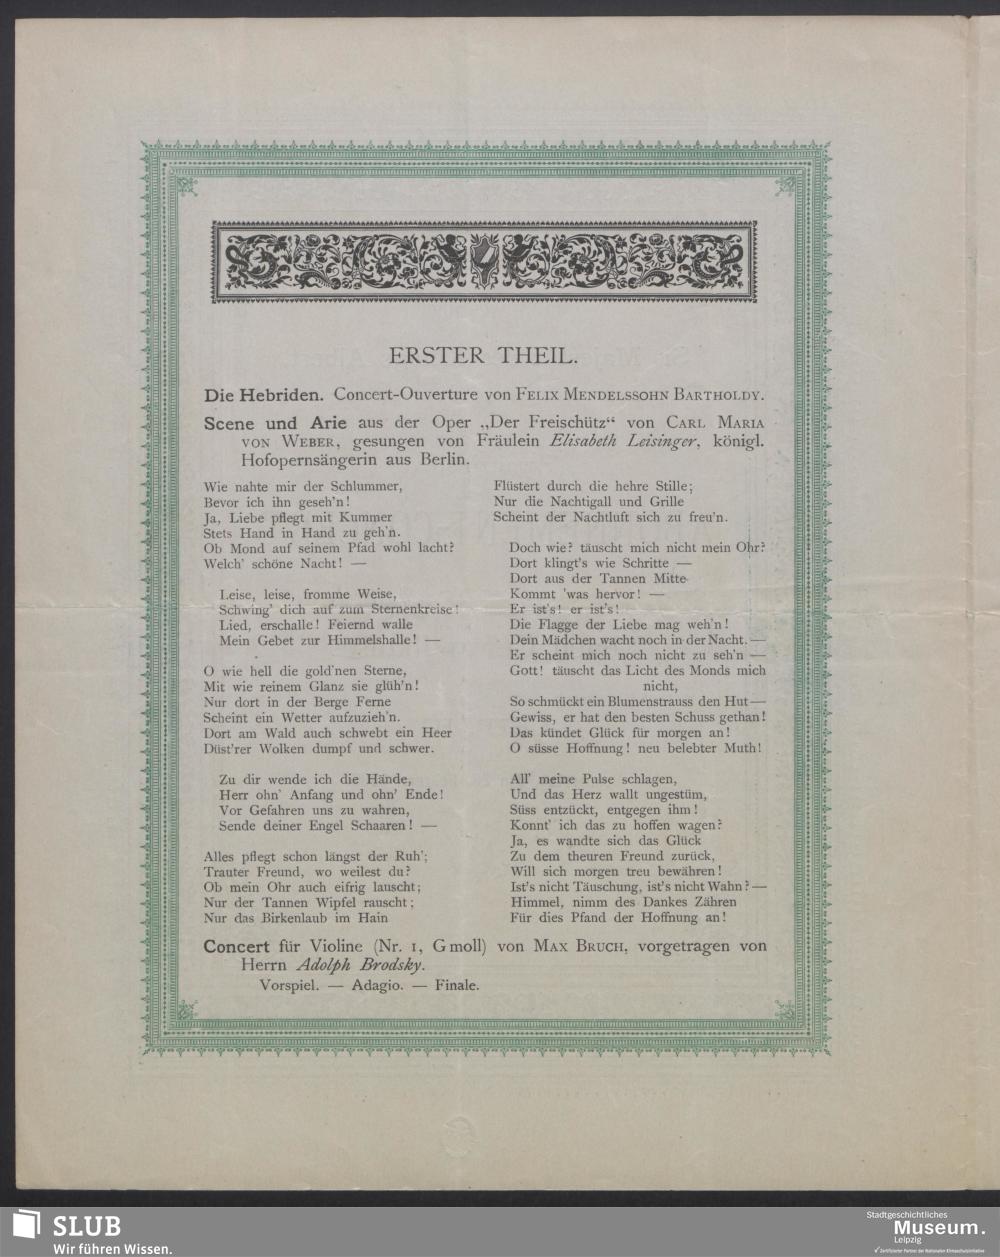 ERSTER THEIL.
Die Hebriden. Concert-Ouverture von FELIX MENDELSSOHN BARTHOLDY.
Scene und Arie aus der Oper „Der Freischütz“ von CARL MARIA
VON WEBER, gesungen von Fräulein Elisabeth Leisinger, königl.
Hofopernsängerin aus Berlin.
Wie nahte mir der Schlummer,
Bevor ich ihn geseh'n!
Ja, Liebe pflegt mit Kummer
Stets Hand in Hand zu geh'n.
Ob Mond auf seinem Pfad wohl lacht?
Welch' schöne Nacht! —
Leise, leise, fromme Weise,
Schwing' dich auf zum Sternenkreise!
Lied, erschalle! Feiernd walle
Mein Gebet zur Himmelshalle! —
O wie hell die gold'nen Sterne,
Mit wie reinem Glanz sie glüh'n!
Nur dort in der Berge Ferne
Scheint ein Wetter aufzuzieh'n.
Dort am Wald auch schwebt ein Heer
Düst'rer Wolken dumpf und schwer.
Zu dir wende ich die Hände,
Herr ohn' Anfang und ohn' Ende!
Vor Gefahren uns zu wahren,
Sende deiner Engel Schaaren! —
Alles pflegt schon längst der Ruh';
Trauter Freund, wo weilest du?
Ob mein Ohr auch eifrig lauscht;
Nur der Tannen Wipfel rauscht;
Nur das Birkenlaub im Hain
Flüstert durch die hehre Stille;
Nur die Nachtigall und Grille
Scheint der Nachtluft sich zu freu'n.
Doch wie? täuscht mich nicht mein Ohr?
Dort klingt's wie Schritte —
Dort aus der Tannen Mitte
Kommt 'was hervor! —
Er ist's! er ist's!
Die Flagge der Liebe mag weh'n!
Dein Mädchen wacht noch in der Nacht. —
Er scheint mich noch nicht zu seh'n —
Gott! täuscht das Licht des Monds mich
nicht,
So schmückt ein Blumenstrauss den Hut —
Gewiss, er hat den besten Schuss gethan!
Das kündet Glück für morgen an!
O süsse Hoffnung! neu belebter Muth!
All' meine Pulse schlagen,
Und das Herz wallt ungestüm,
Süss entzückt, entgegen ihm!
Konnt' ich das zu hoffen wagen?
Ja, es wandte sich das Glück
Zu dem theuren Freund zurück,
Will sich morgen treu bewähren!
Ist's nicht Täuschung, ist's nicht Wahn? —
Himmel, nimm des Dankes Zähren
Für dies Pfand der Hoffnung an!
Concert für Violine (Nr. 1, G moll) von MAX BRUCH, vorgetragen von
Herrn Adolph Brodsky.
Vorspiel. — Adagio. — Finale.
SLUB
Wir führen Wissen.
Stadtgeschichtliches
Museum.
Leipzig
Zertifizierter Partner der Nationalen Klimaschutzinitiative